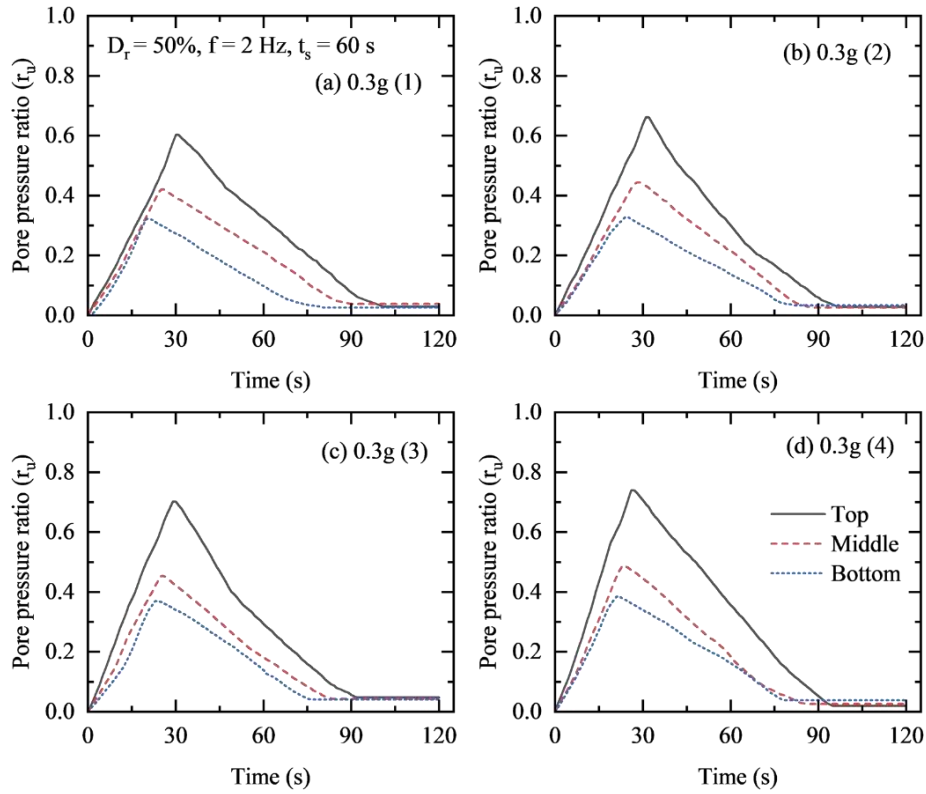 1.0
0.8
0.6
0.4
0.2
0.0
Pore pressure ratio (r_u)
D_r = 50%, f = 2 Hz, t_s = 60 s
(a) 0.3g (1)
0 30 60 90 120
Time (s)
1.0
0.8
0.6
0.4
0.2
0.0
Pore pressure ratio (r_u)
(b) 0.3g (2)
0 30 60 90 120
Time (s)
1.0
0.8
0.6
0.4
0.2
0.0
Pore pressure ratio (r_u)
(c) 0.3g (3)
0 30 60 90 120
Time (s)
1.0
0.8
0.6
0.4
0.2
0.0
Pore pressure ratio (r_u)
(d) 0.3g (4)
Top
Middle
Bottom
0 30 60 90 120
Time (s)